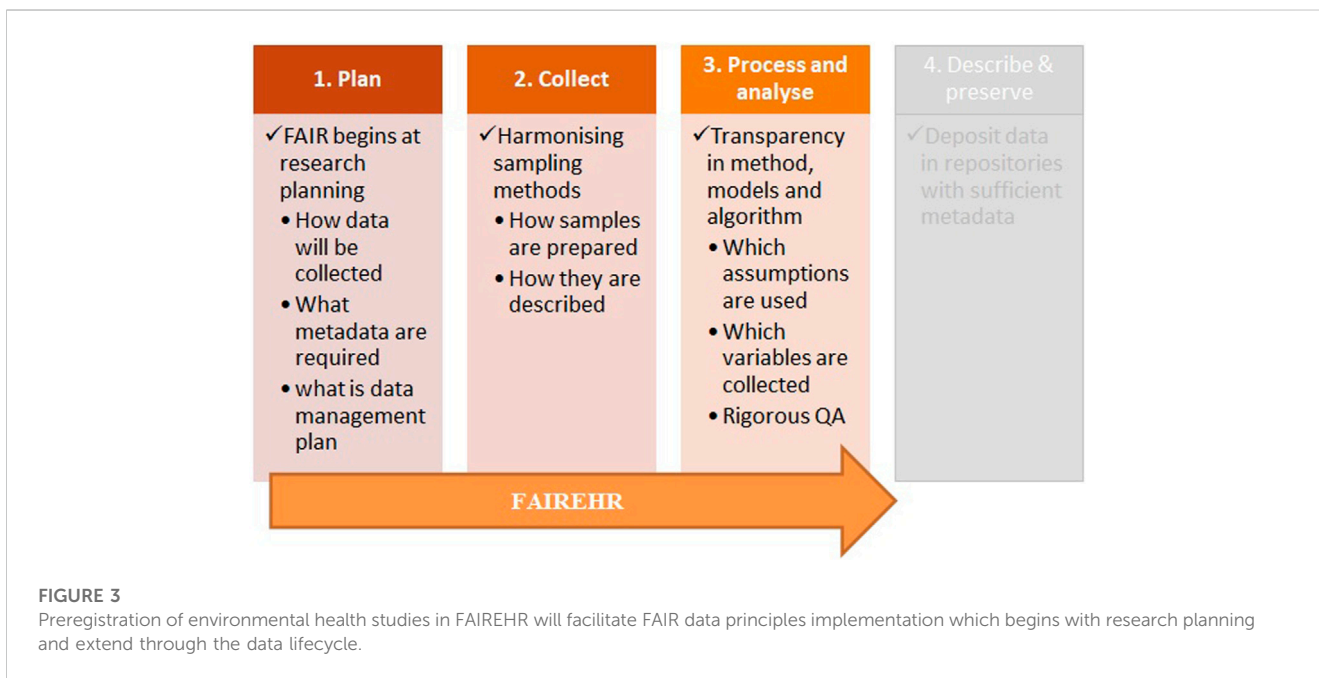 1. Plan
✓FAIR begins at
research
planning
• How data
will be
collected
• What
metadata are
required
• what is data
management
plan
2. Collect
✓Harmonising
sampling
methods
• How samples
are prepared
• How they are
described
3. Process and
analyse
✓Transparency
in method,
models and
algorithm
• Which
assumptions
are used
• Which
variables are
collected
• Rigorous QA
4. Describe &
preserve
✓Deposit data
in repositories
with sufficient
metadata
FAIREHR
FIGURE 3
Preregistration of environmental health studies in FAIREHR will facilitate FAIR data principles implementation which begins with research planning
and extend through the data lifecycle.